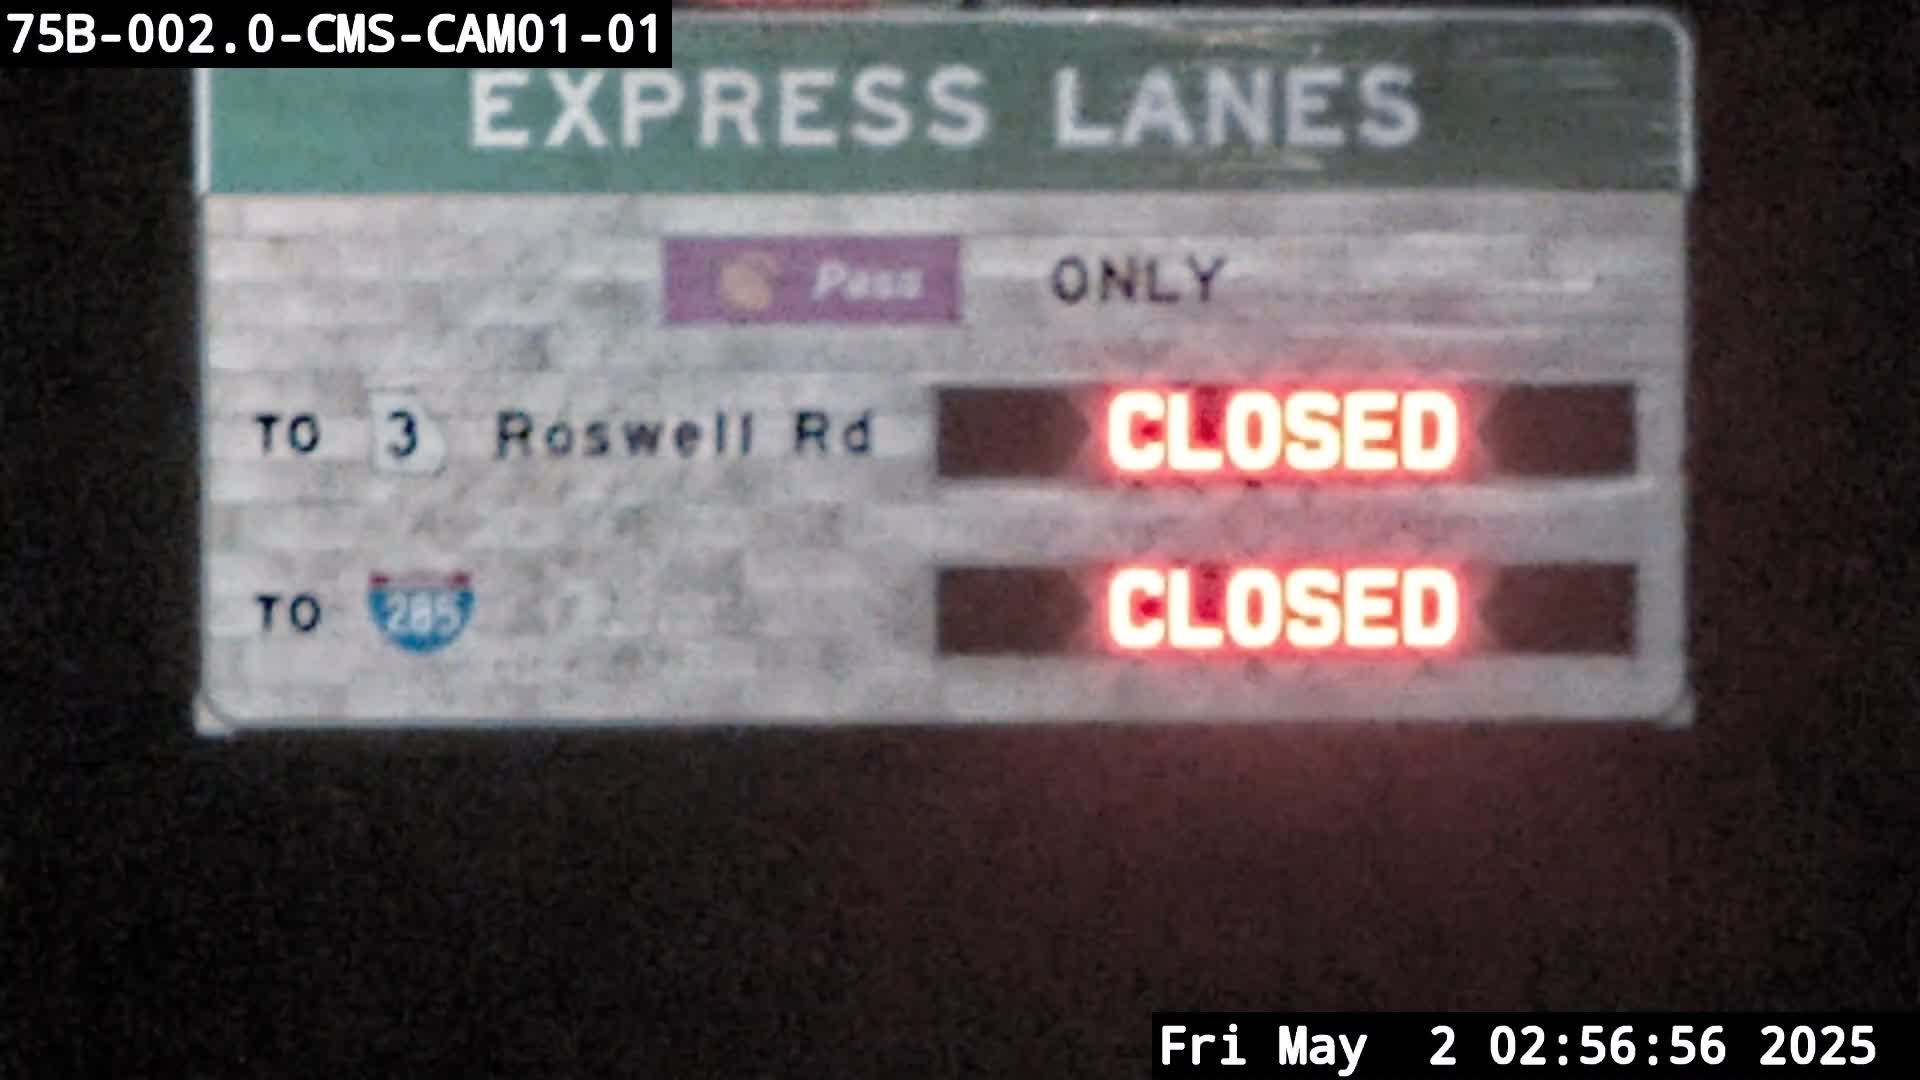 75B-002.0-CMS-CAM01-01
EXPRESS LANES
Pass ONLY
TO 3 Roswell Rd CLOSED
TO 285 CLOSED
Fri May 2 02:56:56 2025